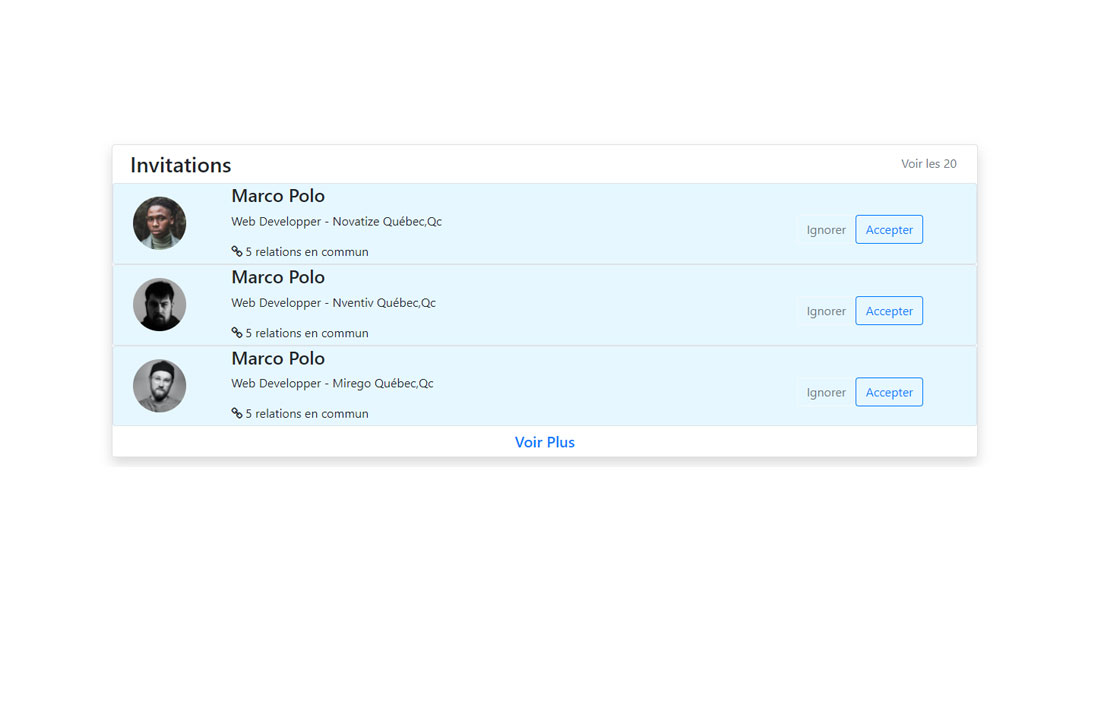 Invitations
Voir les 20
Marco Polo
Web Developper - Novatize Québec,Qc
5 relations en commun
Ignorer
Accepter
Marco Polo
Web Developper - Nventiv Québec,Qc
5 relations en commun
Ignorer
Accepter
Marco Polo
Web Developper - Mirego Québec,Qc
5 relations en commun
Ignorer
Accepter
Voir Plus